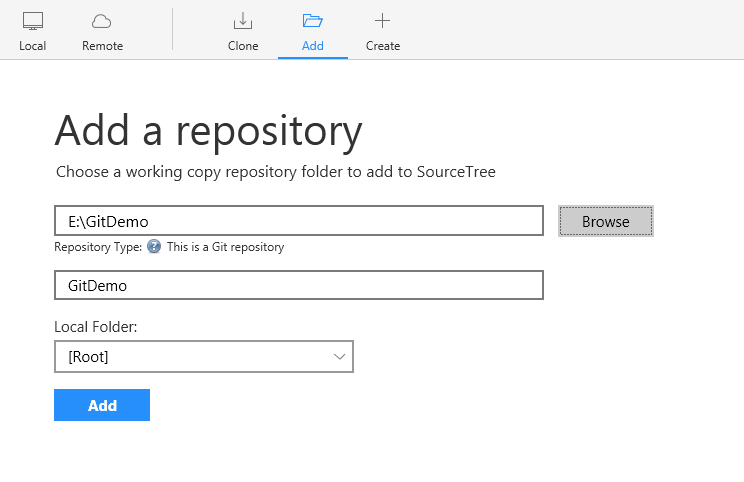 Local Remote Clone Add Create
Add a repository
Choose a working copy repository folder to add to SourceTree
E:\GitDemo Browse
Repository Type: ? This is a Git repository
GitDemo
Local Folder:
[Root]
Add